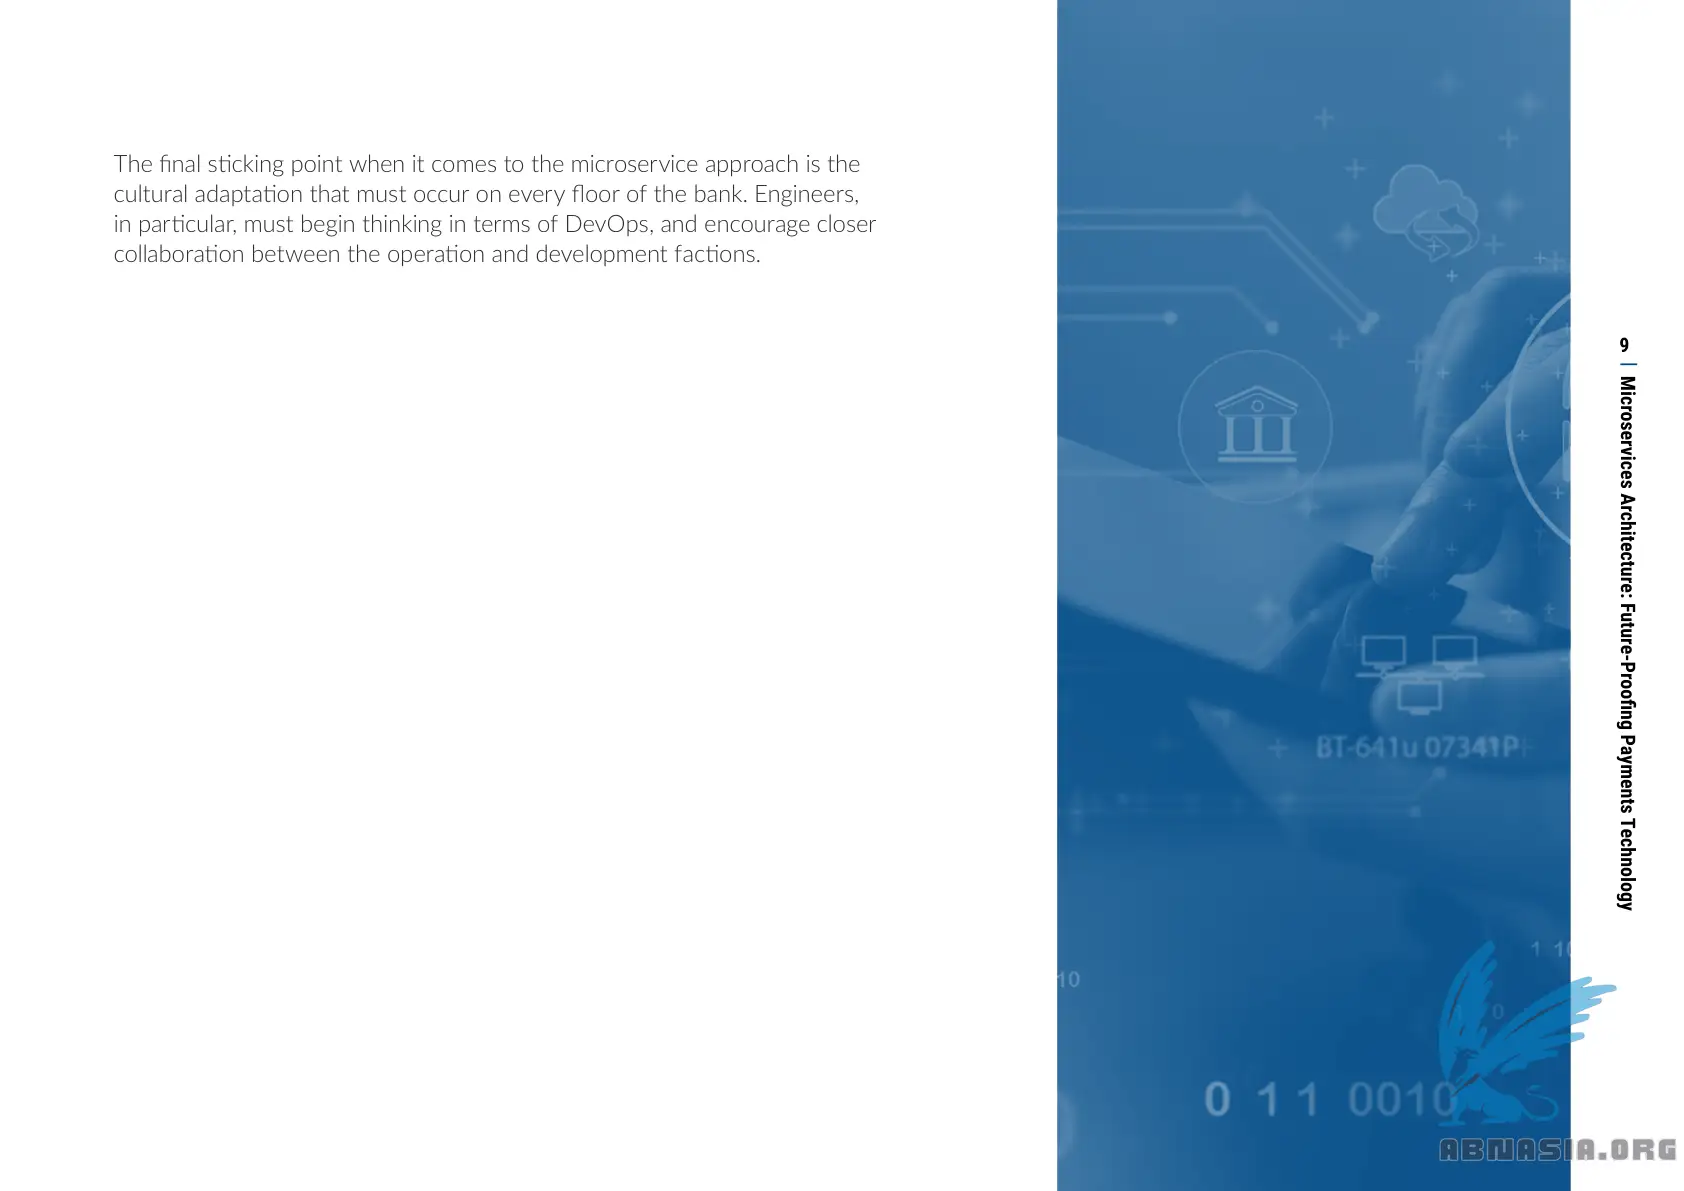 The final sticking point when it comes to the microservice approach is the
cultural adaptation that must occur on every floor of the bank. Engineers,
in particular, must begin thinking in terms of DevOps, and encourage closer
collaboration between the operation and development factions.
9 | Microservices Architecture: Future-Proofing Payments Technology
BT-641u 07341P
1 10
10
0
0 1 1 0010
ABNASIA.ORG